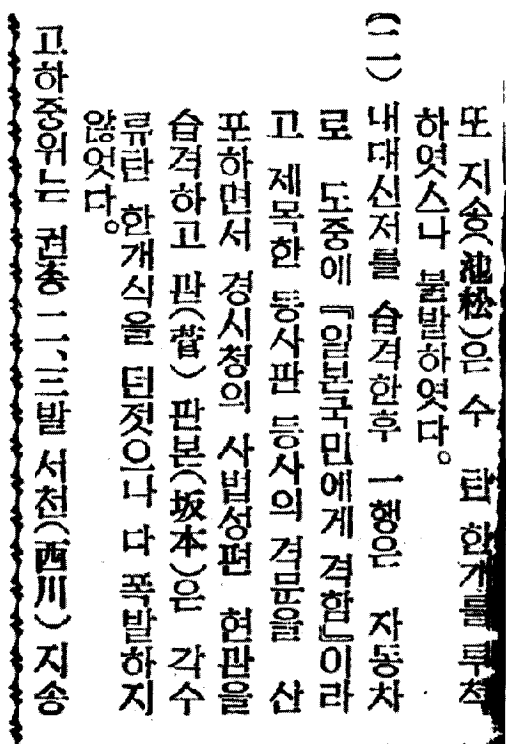 또 지송(池松)은 수 탄 한개를 투척
하엿스나 불발하엿다。
(二) 내대신저를 습격한후 一행은 자동차
로 도중에 『일본국민에게 격함』이라
고 제목한 등사판 등사의 격문을 산
포하면서 경시청의 사법성편 현관을
습격하고 판(菅) 판본(坂本)은 각수
류탄 한개식을 던젓으나 다 폭발하지
않엇다。
고하중위는 권총 二、三발 서천(西川) 지송